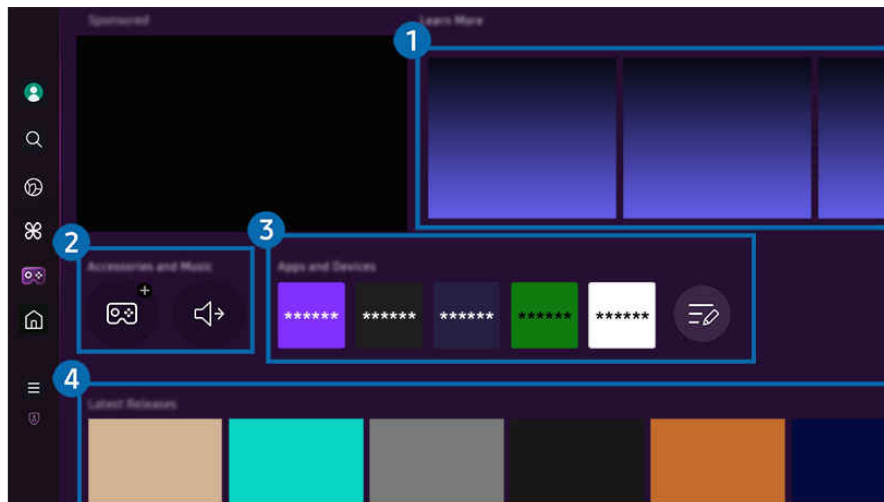 Sponsored
Learn More
1
2
3
Accessories and Music
Apps and Devices
****** ****** ****** ****** ******
4
Latest Releases